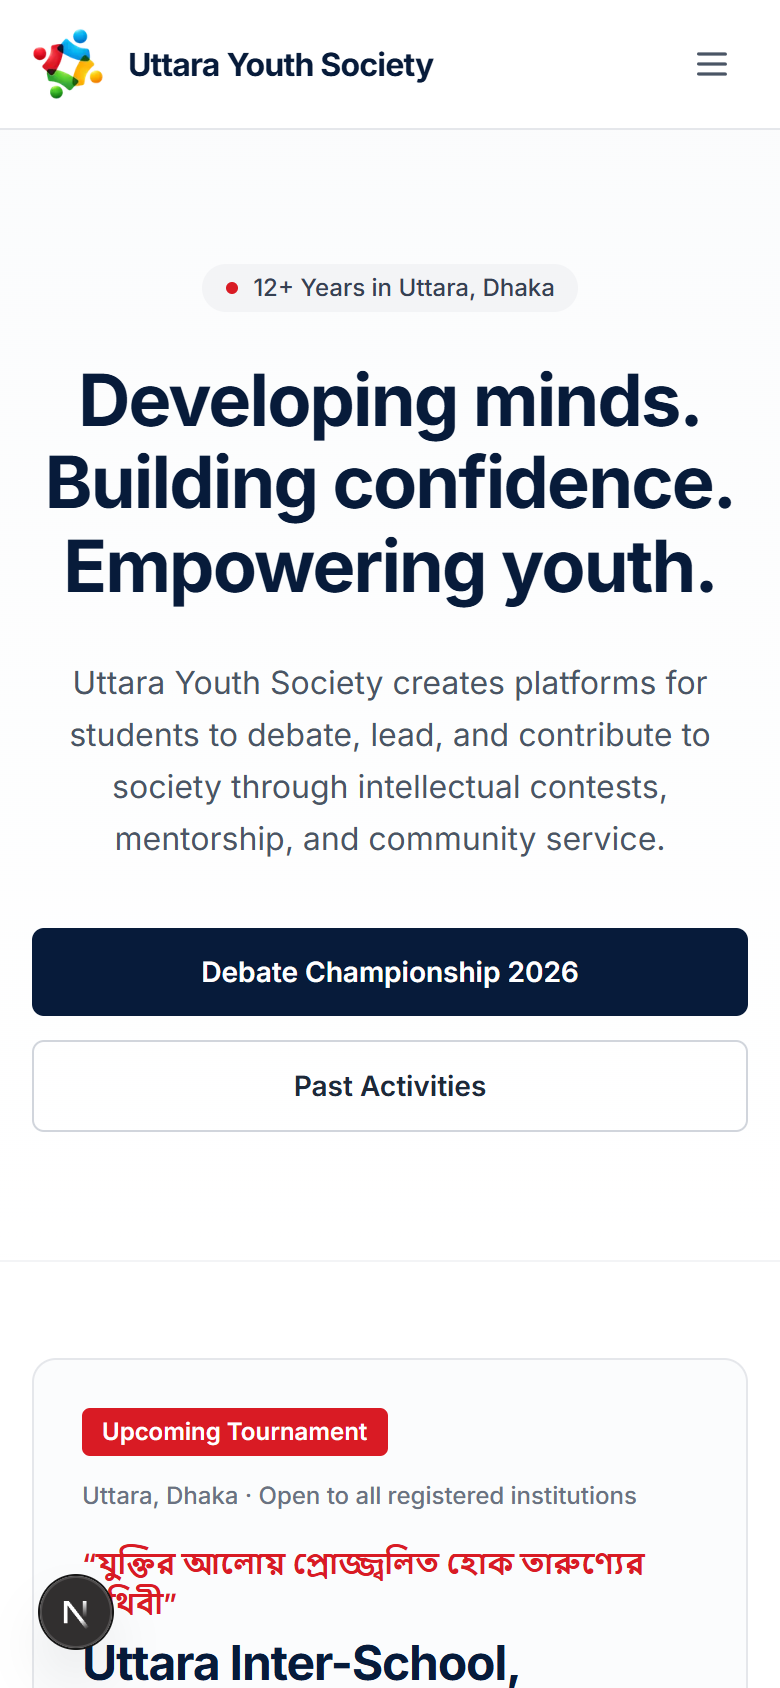 Uttara Youth Society
12+ Years in Uttara, Dhaka
Developing minds.
Building confidence.
Empowering youth.
Uttara Youth Society creates platforms for
students to debate, lead, and contribute to
society through intellectual contests,
mentorship, and community service.
Debate Championship 2026
Past Activities
Upcoming Tournament
Uttara, Dhaka · Open to all registered institutions
“যুক্তির আলোয় প্রোজ্জ্বলিত হোক তারুণ্যের
N
Uttara Inter-School,